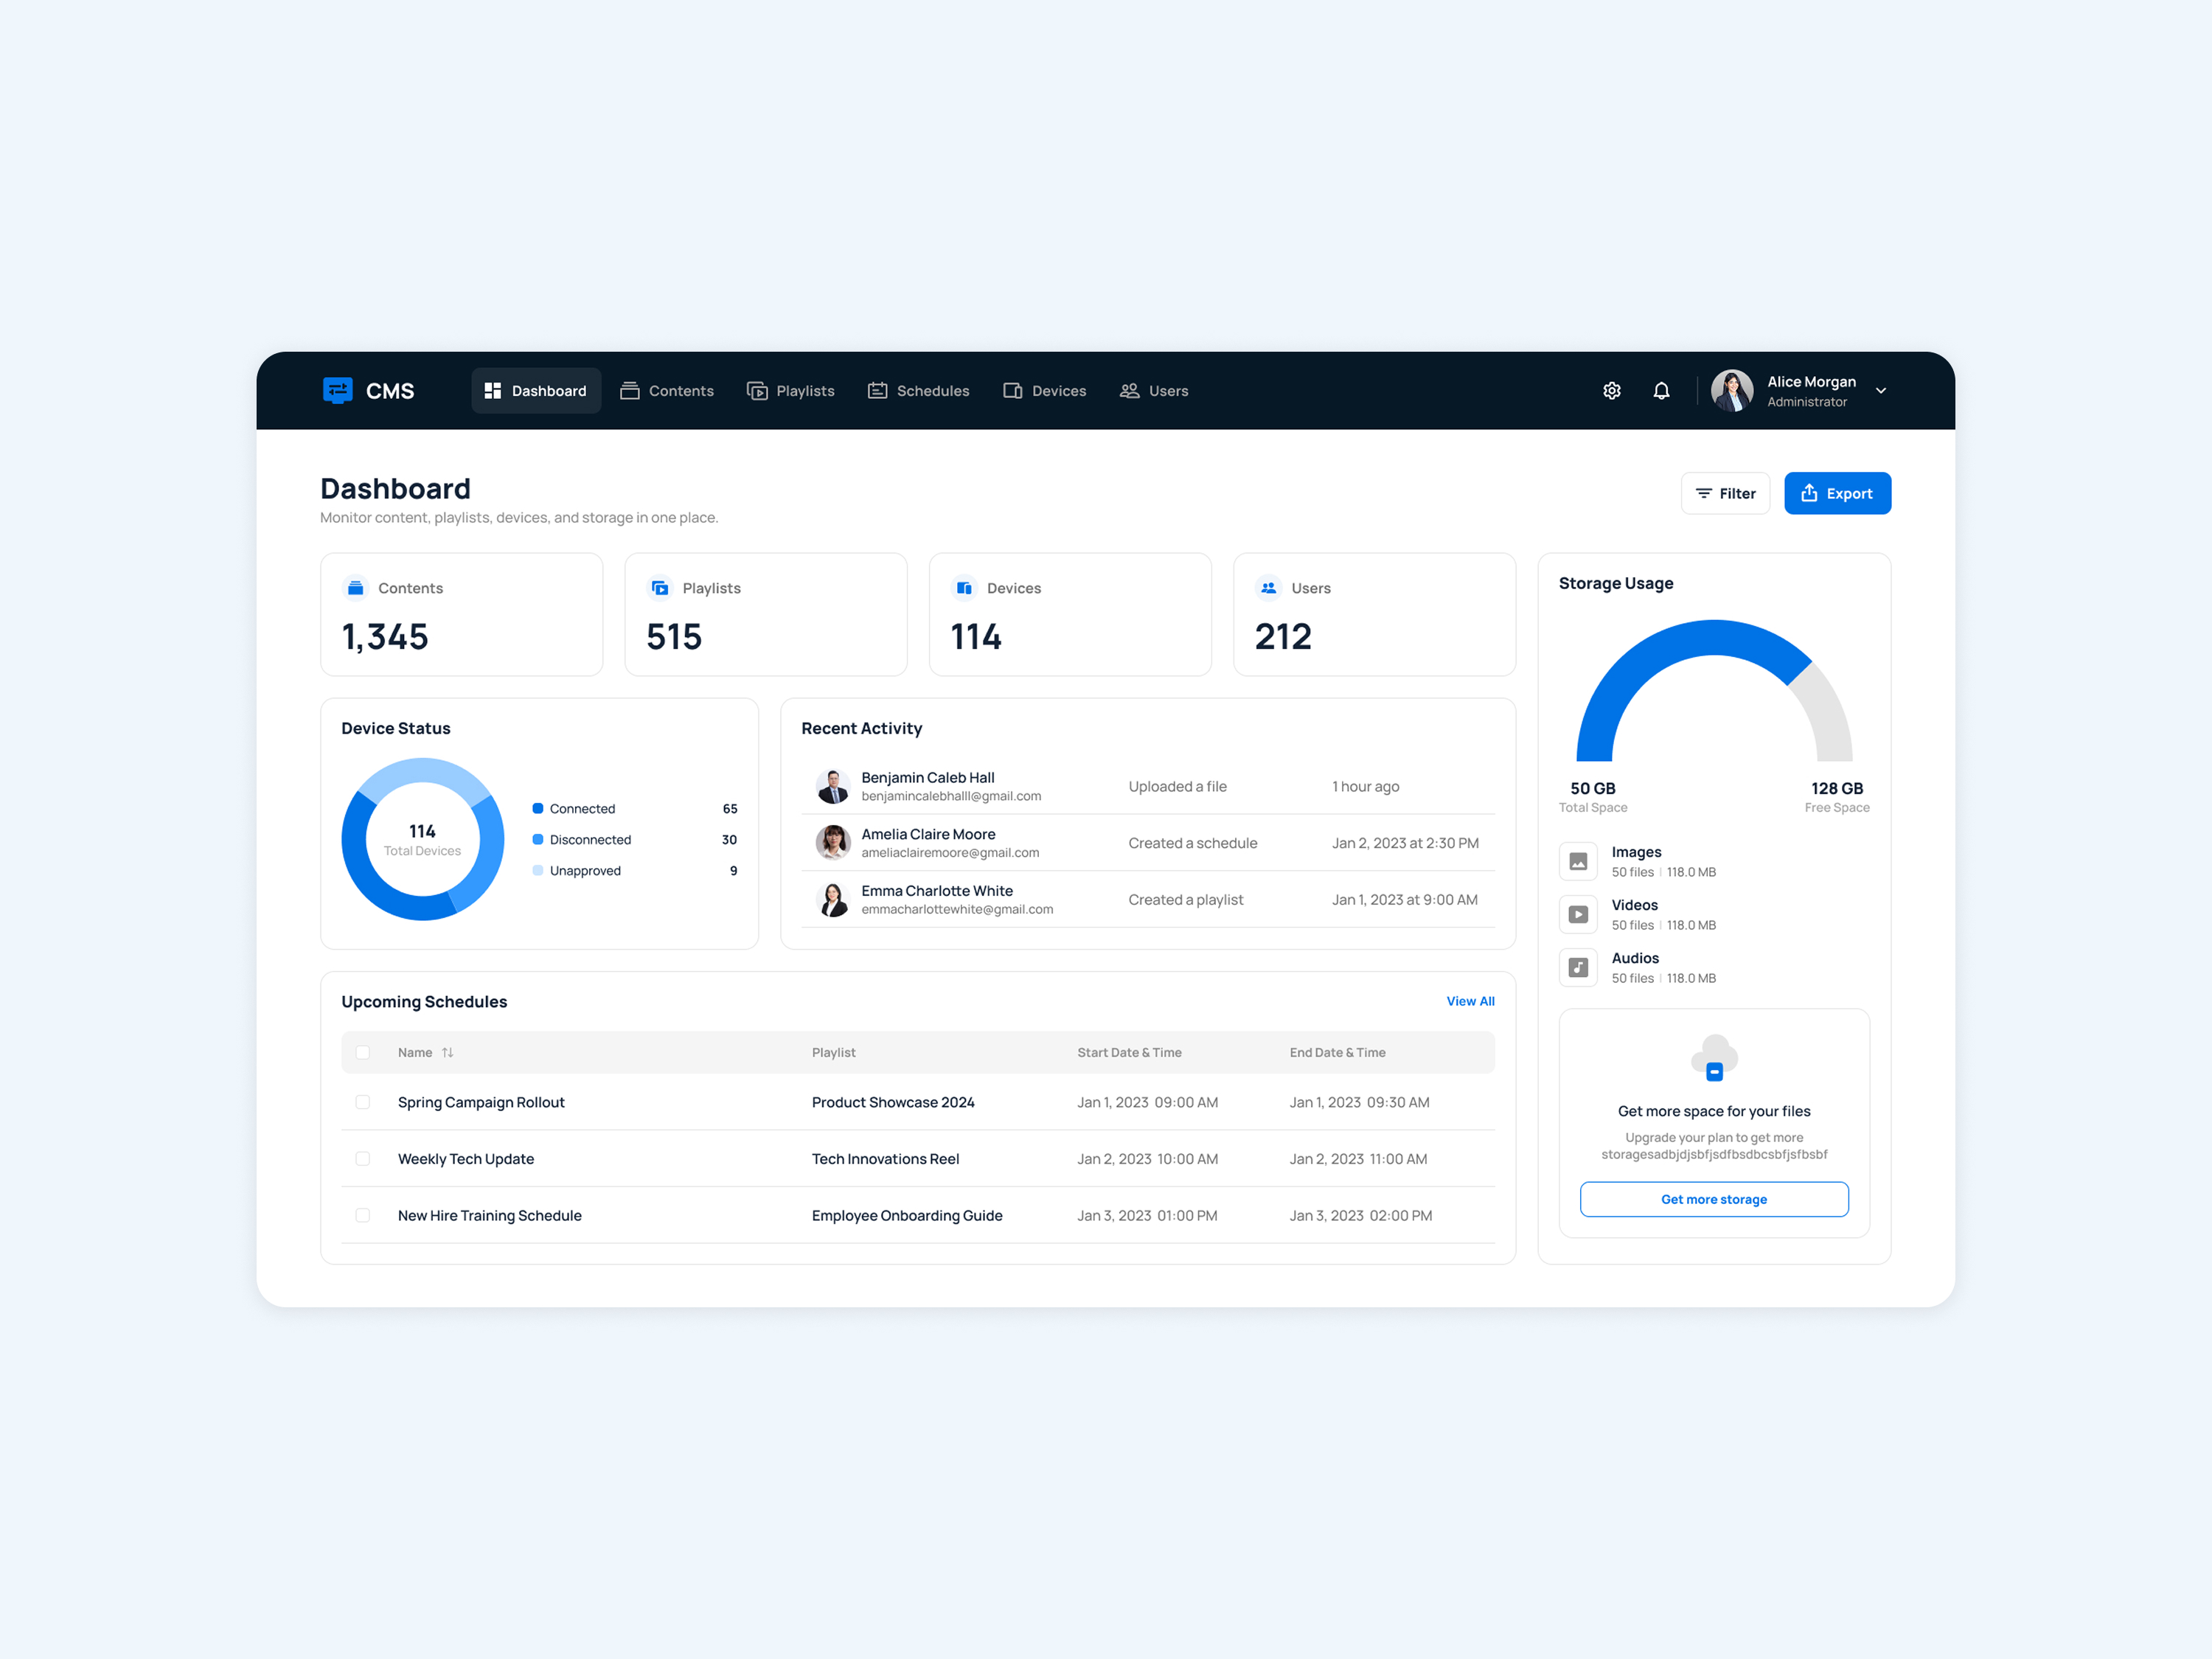 CMS
Dashboard
Contents
Playlists
Schedules
Devices
Users
Alice Morgan
Administrator
Dashboard
Monitor content, playlists, devices, and storage in one place.
Filter
Export
Contents
1,345
Playlists
515
Devices
114
Users
212
Device Status
114
Total Devices
Connected 65
Disconnected 30
Unapproved 9
Recent Activity
Benjamin Caleb Hall
benjamincalebhalll@gmail.com
Uploaded a file
1 hour ago
Amelia Claire Moore
ameliaclairemoore@gmail.com
Created a schedule
Jan 2, 2023 at 2:30 PM
Emma Charlotte White
emmacharlottewhite@gmail.com
Created a playlist
Jan 1, 2023 at 9:00 AM
Upcoming Schedules
View All
Name Playlist Start Date & Time End Date & Time
Spring Campaign Rollout Product Showcase 2024 Jan 1, 2023 09:00 AM Jan 1, 2023 09:30 AM
Weekly Tech Update Tech Innovations Reel Jan 2, 2023 10:00 AM Jan 2, 2023 11:00 AM
New Hire Training Schedule Employee Onboarding Guide Jan 3, 2023 01:00 PM Jan 3, 2023 02:00 PM
Storage Usage
50 GB
Total Space
128 GB
Free Space
Images
50 files | 118.0 MB
Videos
50 files | 118.0 MB
Audios
50 files | 118.0 MB
Get more space for your files
Upgrade your plan to get more
storagesadbjdjsbfjsdfbsdbcsbfjsfbsbf
Get more storage